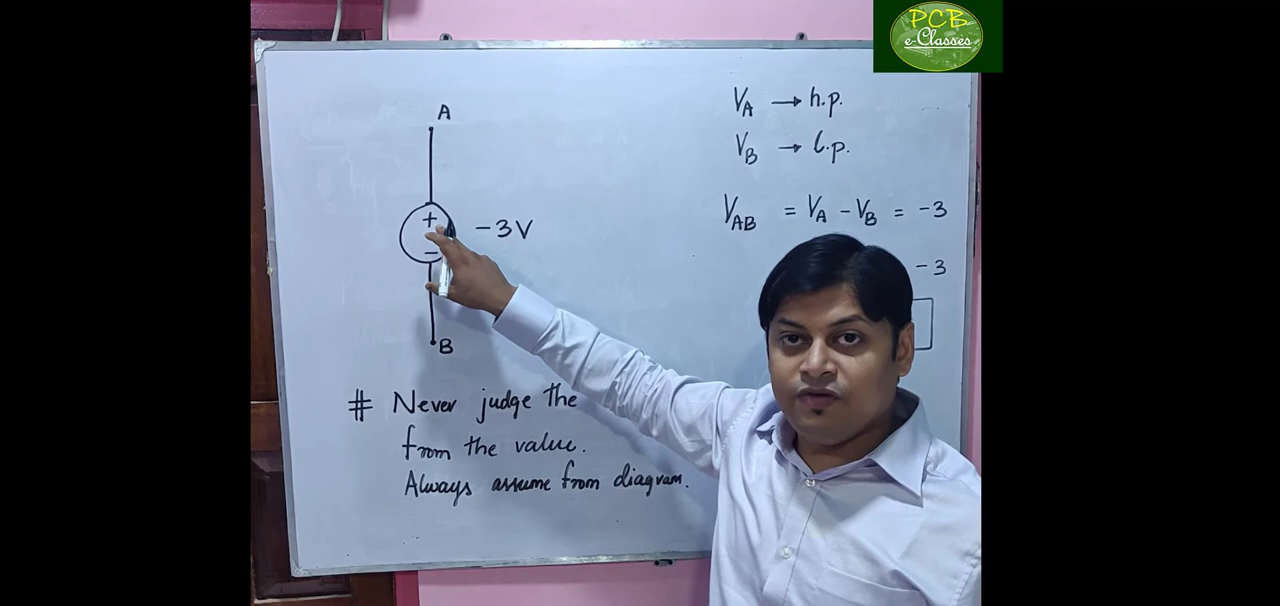 PCB
e-Classes
A
+
-
-3V
B
V_A → h.p.
V_B → l.p.
V_AB = V_A - V_B = -3
-3
# Never judge the
from the value.
Always assume from diagram.